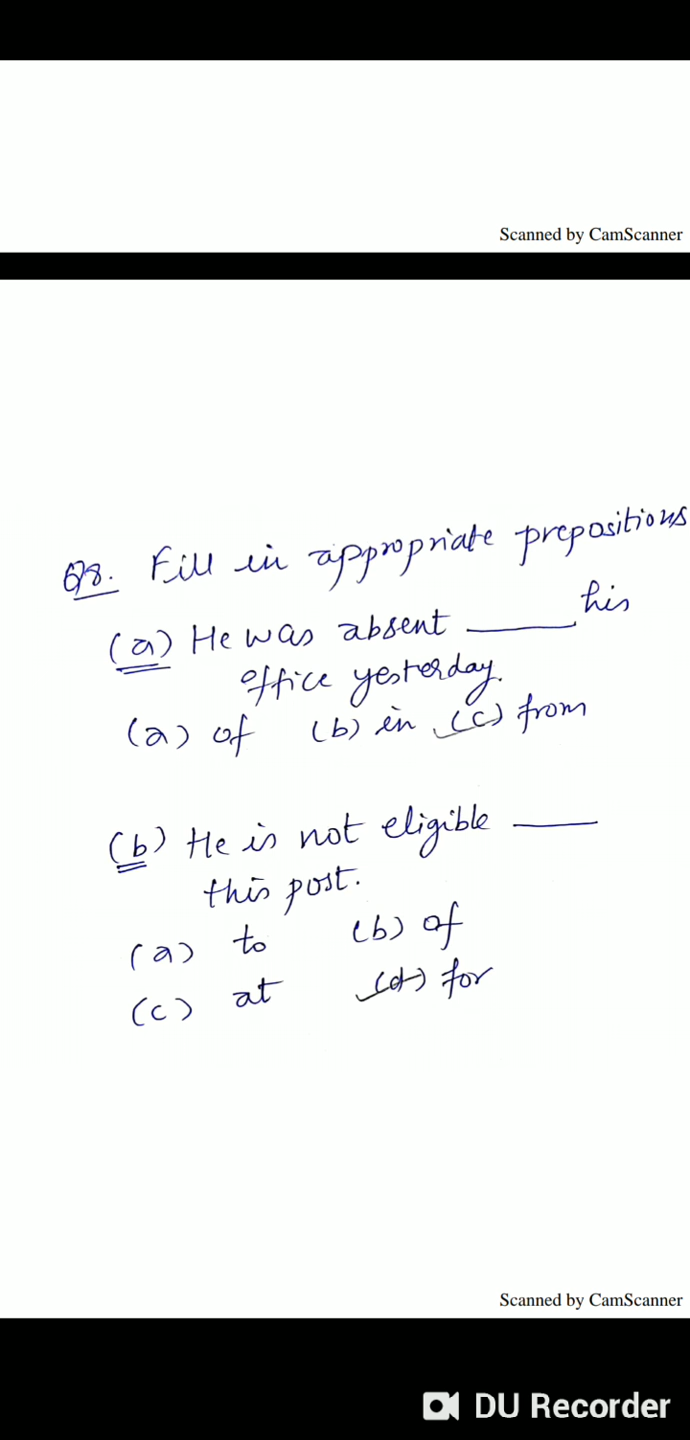 Scanned by CamScanner
Q8. Fill in appropriate prepositions
(a) He was absent ____ his
office yesterday.
(a) of (b) in (c) from
(b) He is not eligible ____
this post.
(a) to (b) of
(c) at (d) for
Scanned by CamScanner
DU Recorder